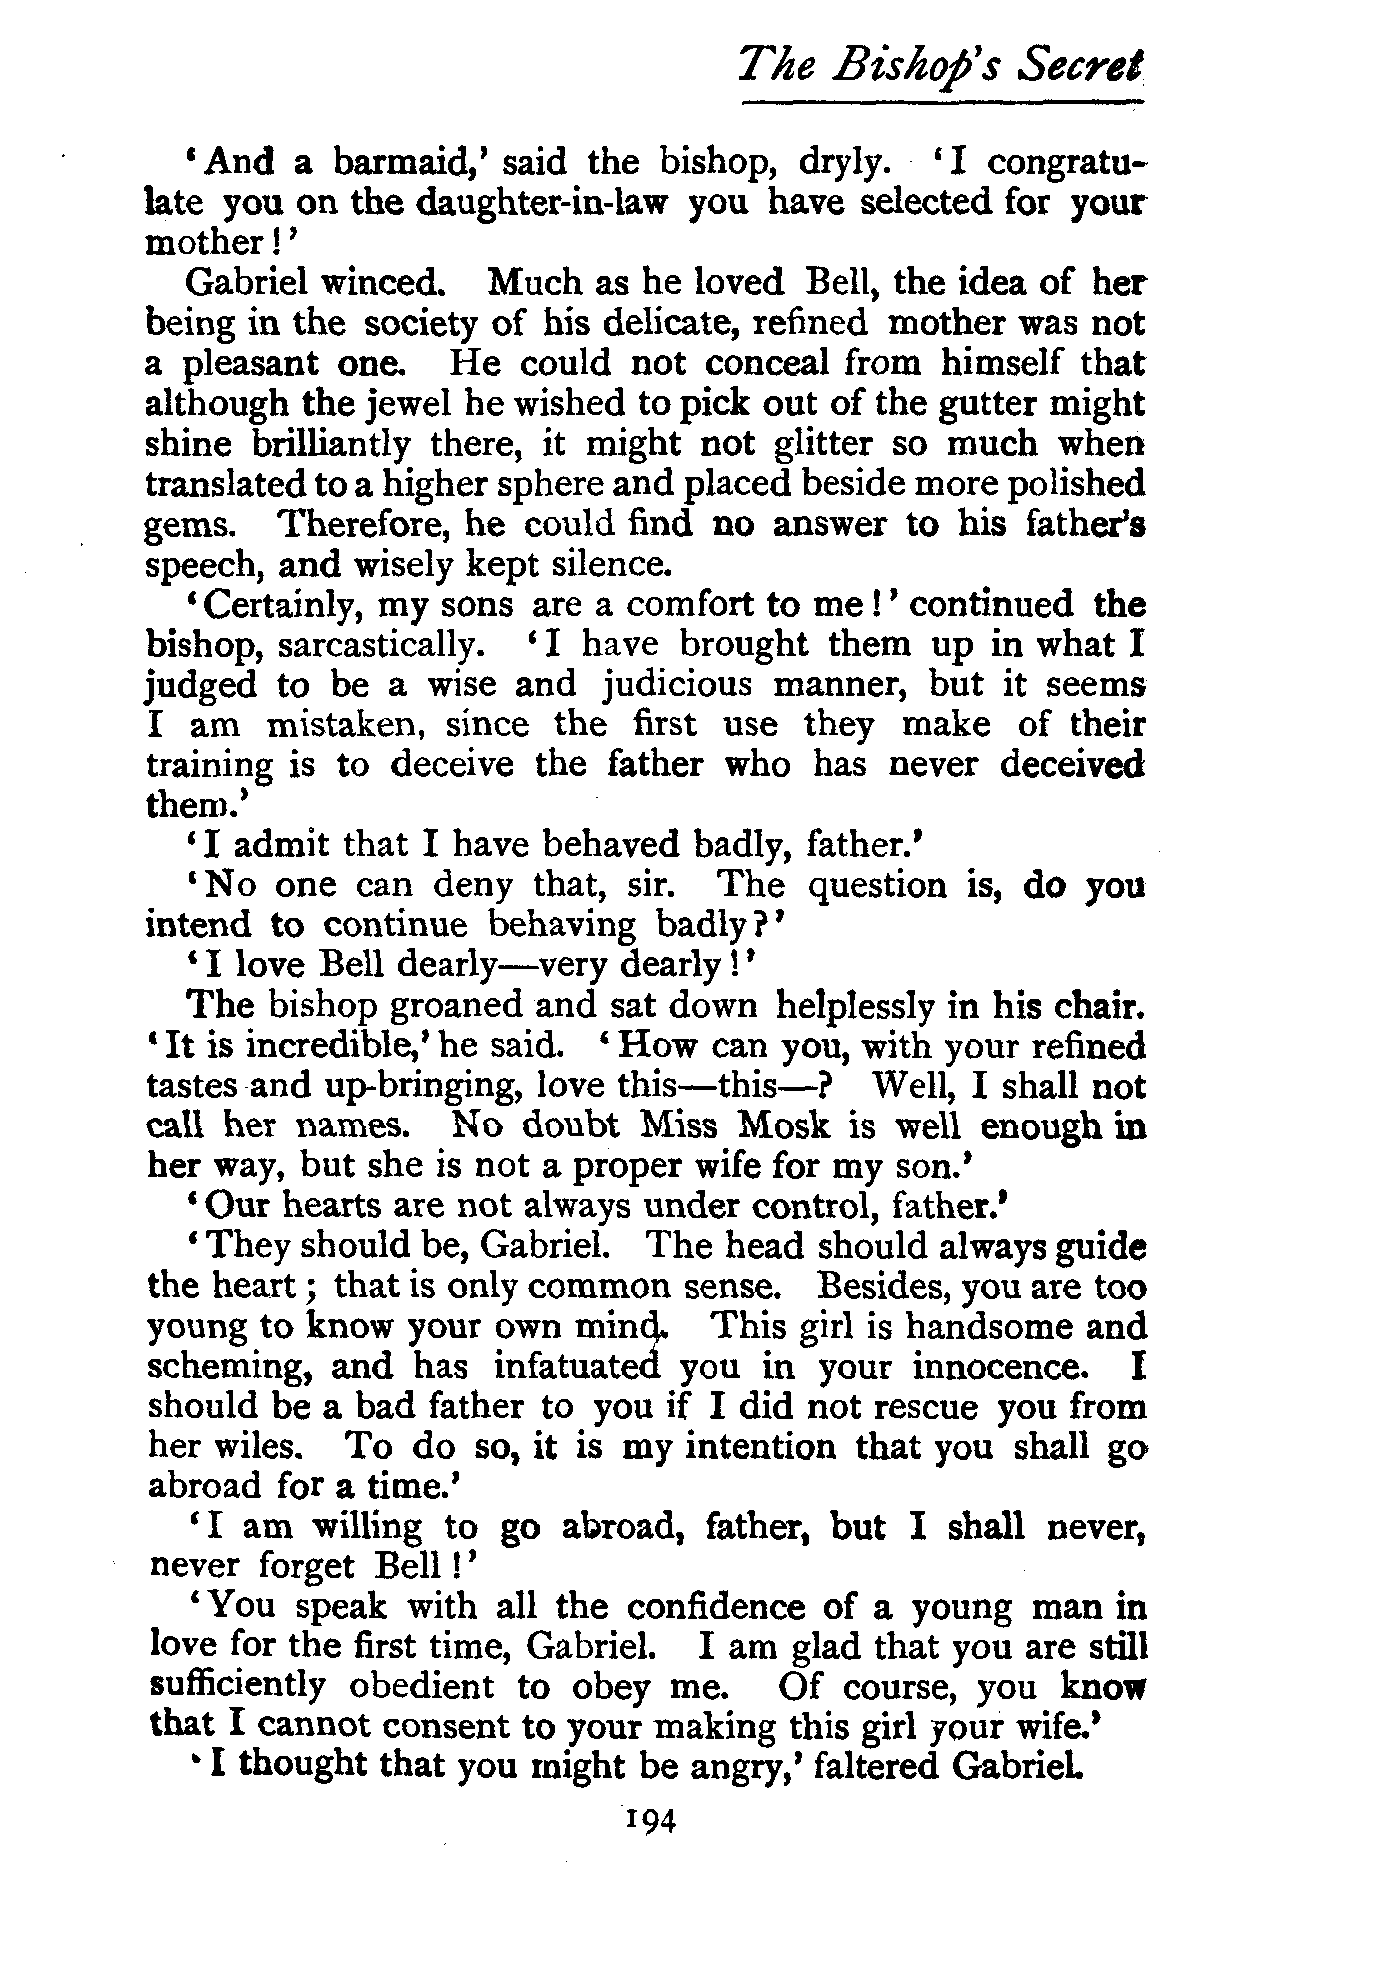 The Bishop's Secret
‘And a barmaid,’ said the bishop, dryly. ‘I congratu-
late you on the daughter-in-law you have selected for your
mother!’
Gabriel winced. Much as he loved Bell, the idea of her
being in the society of his delicate, refined mother was not
a pleasant one. He could not conceal from himself that
although the jewel he wished to pick out of the gutter might
shine brilliantly there, it might not glitter so much when
translated to a higher sphere and placed beside more polished
gems. Therefore, he could find no answer to his father's
speech, and wisely kept silence.
‘Certainly, my sons are a comfort to me!’ continued the
bishop, sarcastically. ‘I have brought them up in what I
judged to be a wise and judicious manner, but it seems
I am mistaken, since the first use they make of their
training is to deceive the father who has never deceived
them.’
‘I admit that I have behaved badly, father.’
‘No one can deny that, sir. The question is, do you
intend to continue behaving badly?’
‘I love Bell dearly—very dearly!’
The bishop groaned and sat down helplessly in his chair.
‘It is incredible,’ he said. ‘How can you, with your refined
tastes and up-bringing, love this—this—? Well, I shall not
call her names. No doubt Miss Mosk is well enough in
her way, but she is not a proper wife for my son.’
‘Our hearts are not always under control, father.’
‘They should be, Gabriel. The head should always guide
the heart; that is only common sense. Besides, you are too
young to know your own mind. This girl is handsome and
scheming, and has infatuated you in your innocence. I
should be a bad father to you if I did not rescue you from
her wiles. To do so, it is my intention that you shall go
abroad for a time.’
‘I am willing to go abroad, father, but I shall never,
never forget Bell!’
‘You speak with all the confidence of a young man in
love for the first time, Gabriel. I am glad that you are still
sufficiently obedient to obey me. Of course, you know
that I cannot consent to your making this girl your wife.’
‘I thought that you might be angry,’ faltered Gabriel.
194